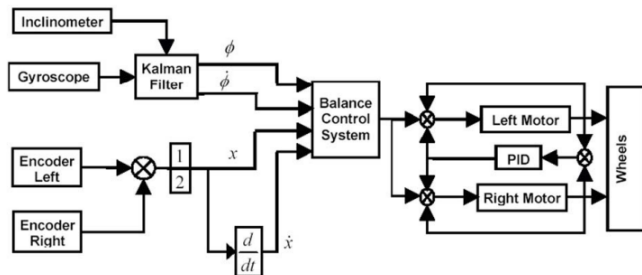 Inclinometer
Gyroscope
Kalman
Filter
ϕ
ϕ̇
Balance
Control
System
Encoder
Left
Encoder
Right
1
2
x
d
dt
ẋ
Left Motor
PID
Right Motor
Wheels